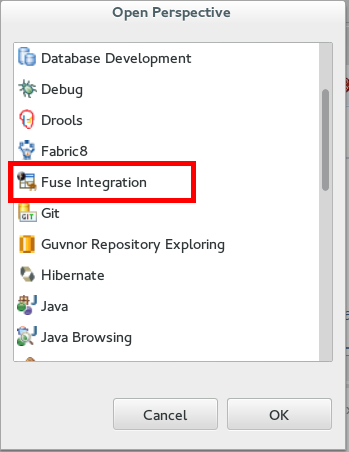 Open Perspective
Database Development
Debug
Drools
Fabric8
Fuse Integration
GIT
Git
Guvnor Repository Exploring
Hibernate
Java
Java Browsing
Cancel
OK